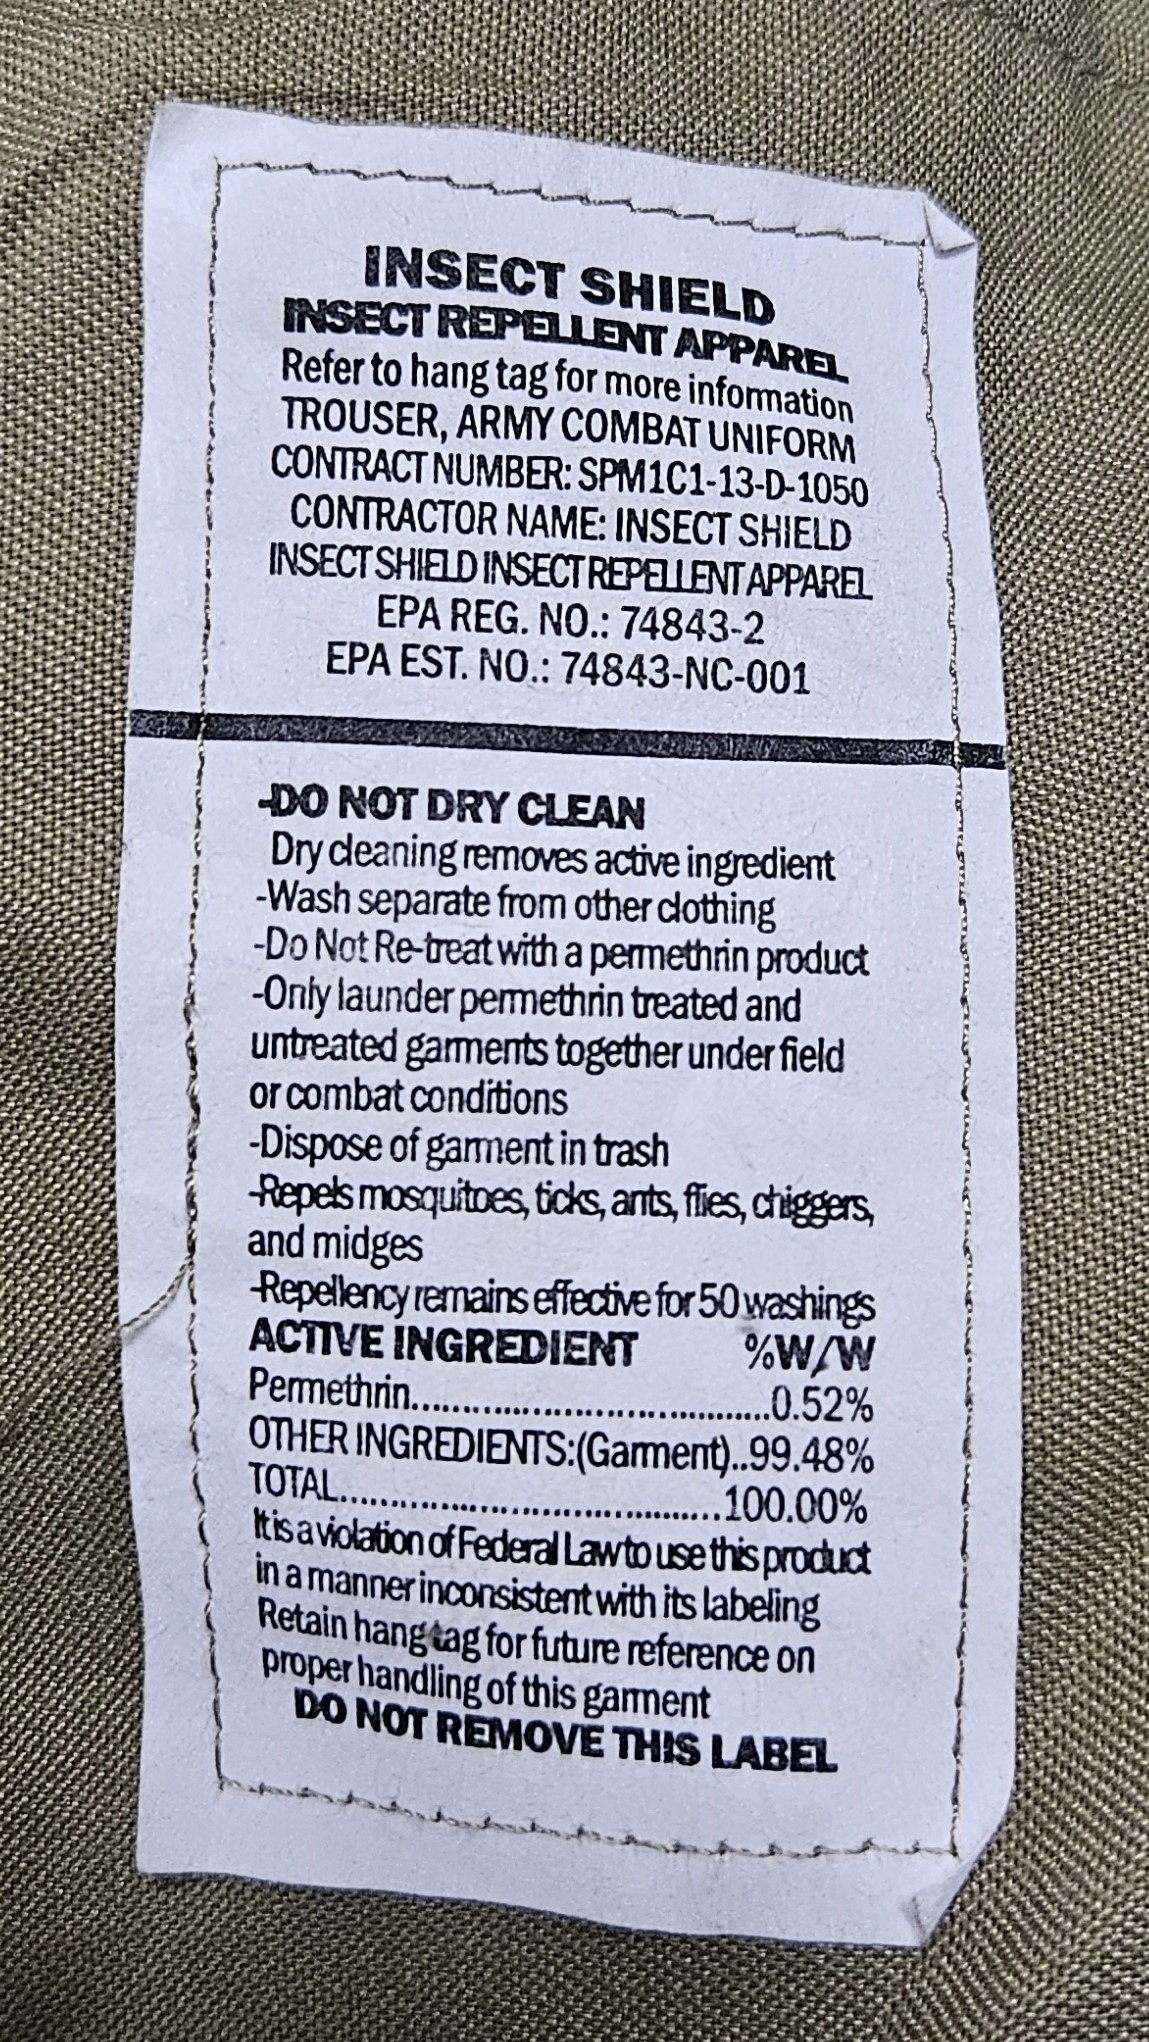 INSECT SHIELD
INSECT REPELLENT APPAREL
Refer to hang tag for more information
TROUSER, ARMY COMBAT UNIFORM
CONTRACT NUMBER: SPM1C1-13-D-1050
CONTRACTOR NAME: INSECT SHIELD
INSECT SHIELD INSECT REPELLENT APPAREL
EPA REG. NO.: 74843-2
EPA EST. NO.: 74843-NC-001
-DO NOT DRY CLEAN
Dry cleaning removes active ingredient
-Wash separate from other clothing
-Do Not Re-treat with a permethrin product
-Only launder permethrin treated and
untreated garments together under field
or combat conditions
-Dispose of garment in trash
-Repels mosquitoes, ticks, ants, flies, chiggers,
and midges
-Repellency remains effective for 50 washings
ACTIVE INGREDIENT %W/W
Permethrin..........................................0.52%
OTHER INGREDIENTS:(Garment)..99.48%
TOTAL............................................100.00%
It is a violation of Federal Law to use this product
in a manner inconsistent with its labeling
Retain hang tag for future reference on
proper handling of this garment
DO NOT REMOVE THIS LABEL